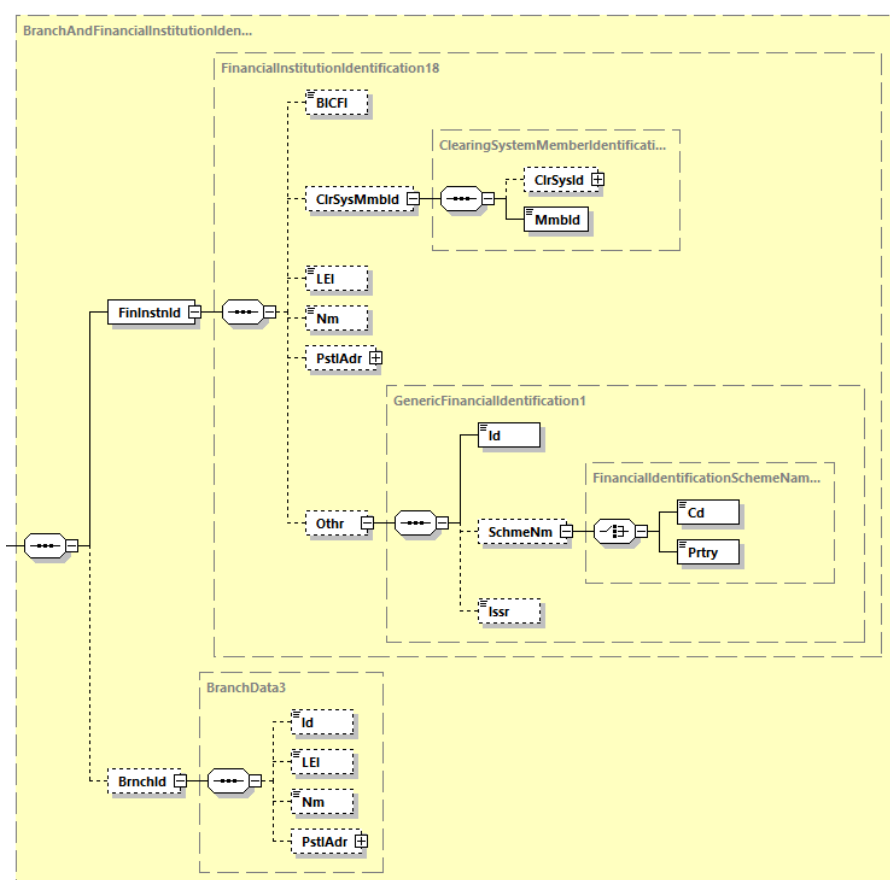 BranchAndFinancialInstitutionIden...
FinancialInstitutionIdentification18
BICFI
ClearingSystemMemberIdentificati...
ClrSysId
ClrSysMmbId
MmbId
LEI
FinInstnId
Nm
PstlAdr
GenericFinancialIdentification1
Id
FinancialIdentificationSchemeNam...
Cd
Othr
SchmeNm
Prtry
Issr
BranchData3
Id
LEI
BrnchId
Nm
PstlAdr